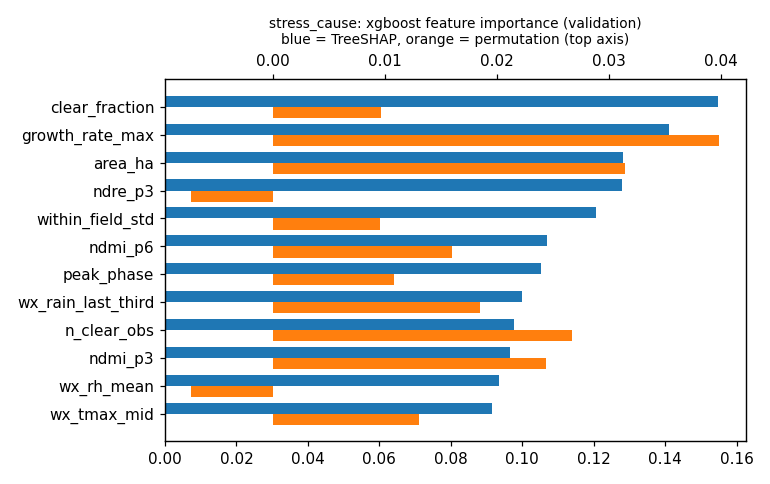 stress_cause: xgboost feature importance (validation)
blue = TreeSHAP, orange = permutation (top axis)
0.00 0.01 0.02 0.03 0.04
clear_fraction
growth_rate_max
area_ha
ndre_p3
within_field_std
ndmi_p6
peak_phase
wx_rain_last_third
n_clear_obs
ndmi_p3
wx_rh_mean
wx_tmax_mid
0.00 0.02 0.04 0.06 0.08 0.10 0.12 0.14 0.16